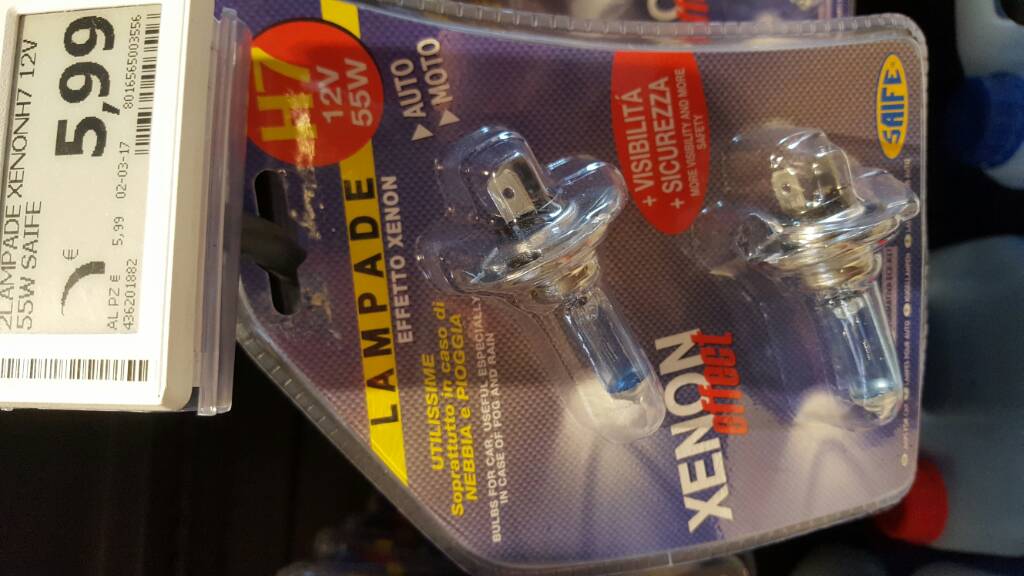 2LAMPADE XENONH7 12V
55W SAIFE
€
5,99
AL PZ € 5,99 02-03-17
436201882
8016565003556
H7
12V
55W
AUTO
MOTO
LAMPADE
EFFETTO XENON
UTILISSIME
Soprattutto in caso di
NEBBIA e PIOGGIA
BULBS FOR CAR, USEFUL ESPECIALLY
IN CASE OF FOG AND RAIN
+ VISIBILITÀ
+ SICUREZZA
MORE VISIBILITY AND MORE
SAFETY
SAIFE
XENON
effect
XENON
effect